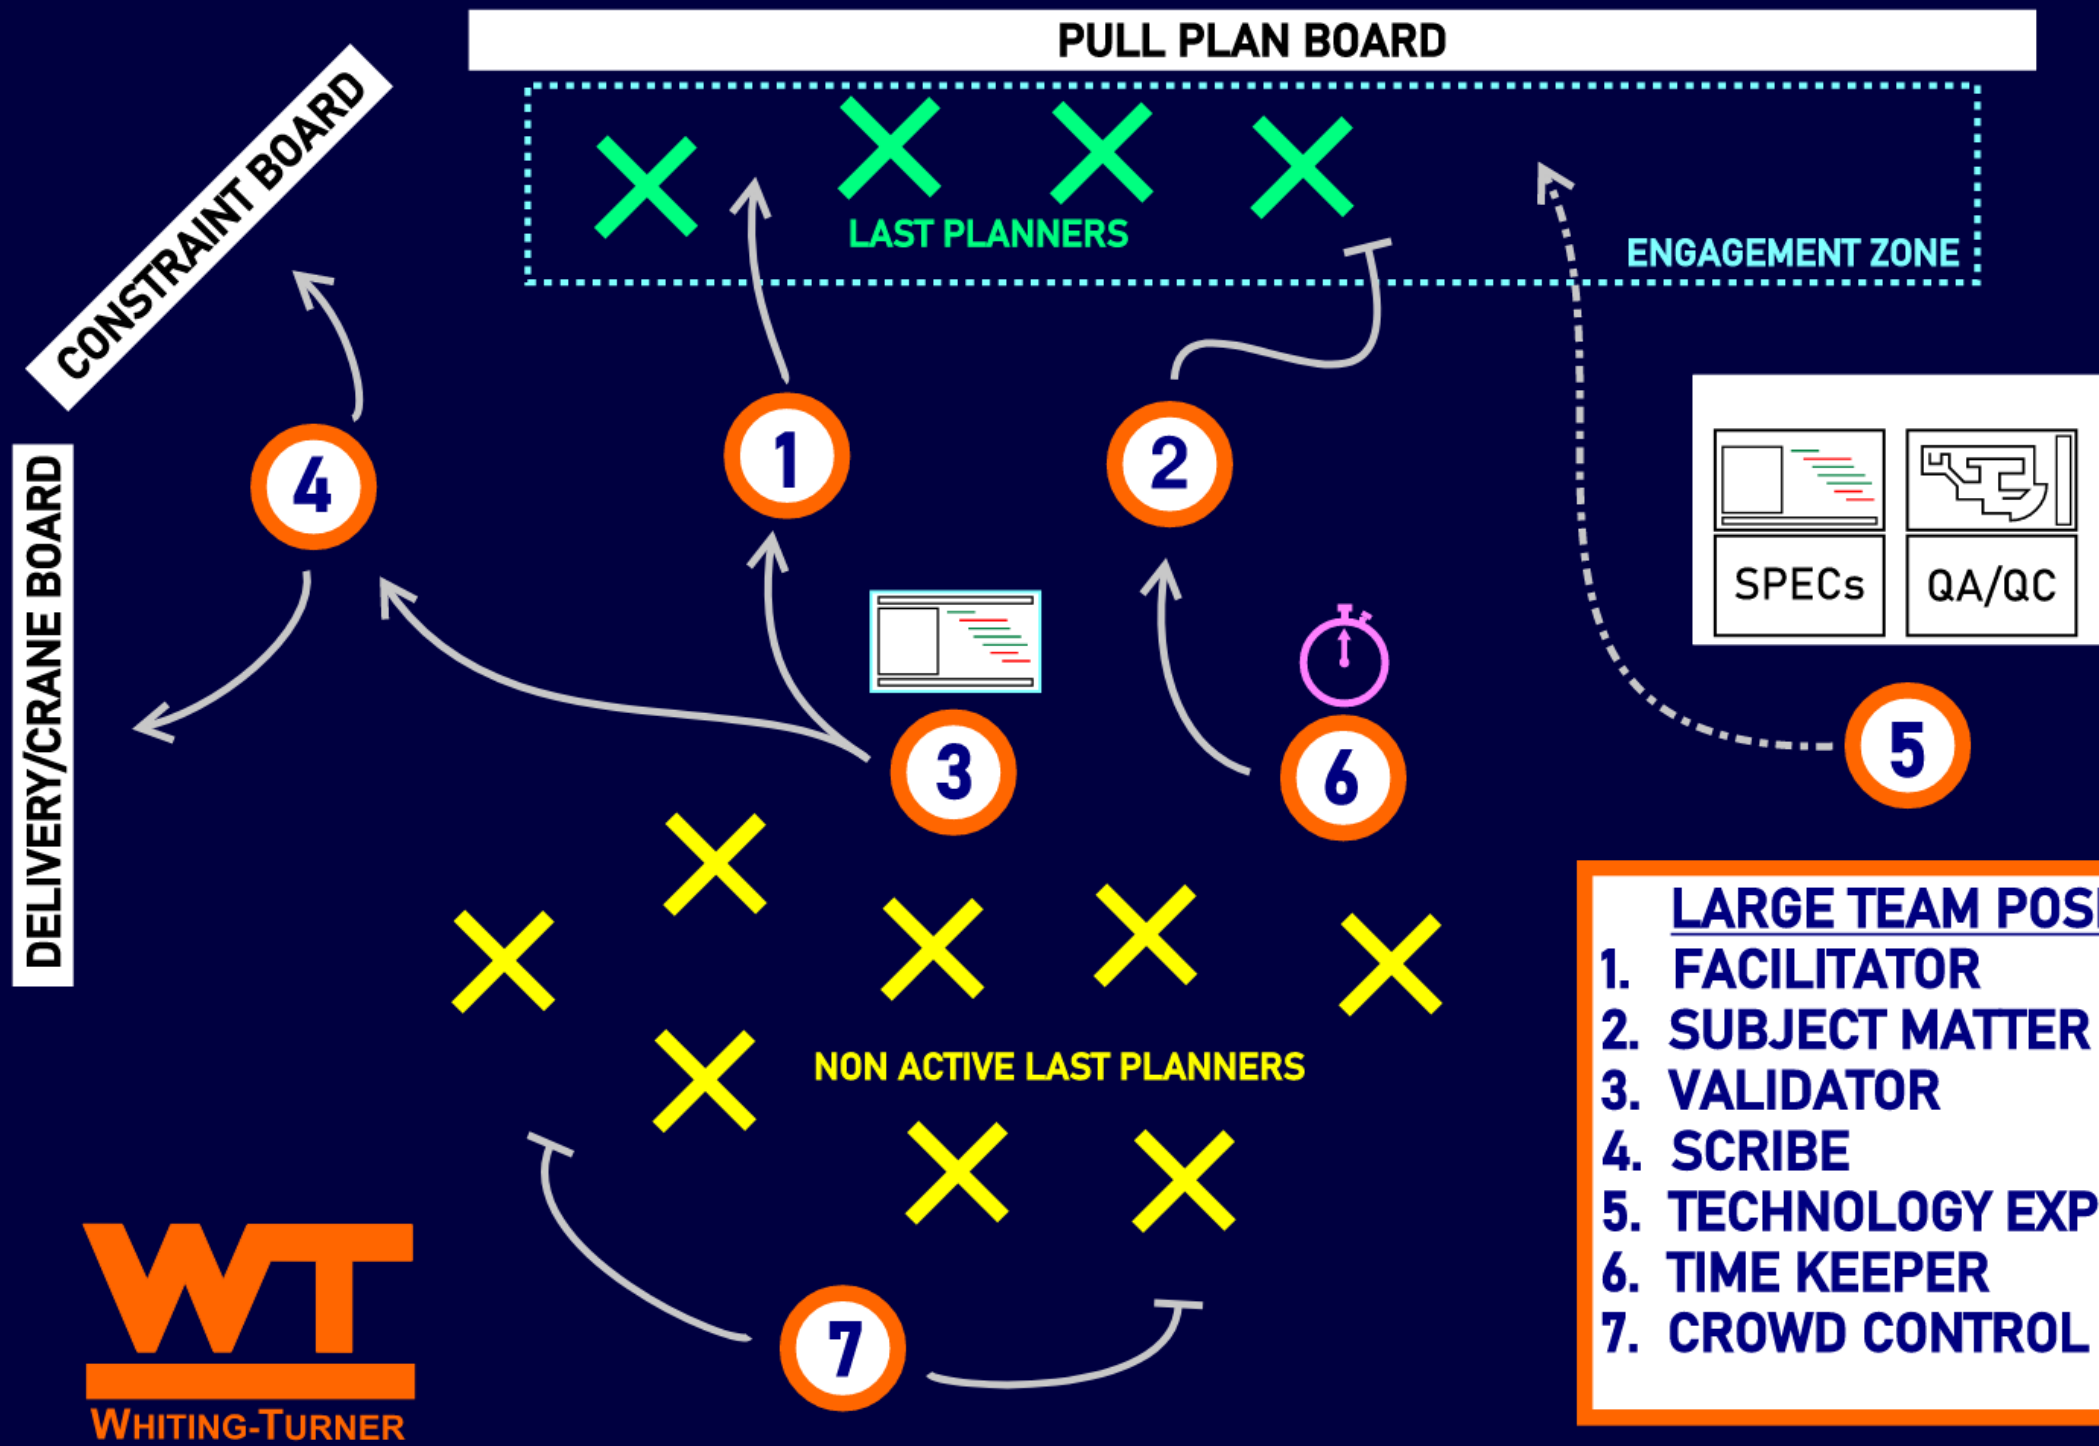 PULL PLAN BOARD
CONSTRAINT BOARD
LAST PLANNERS
ENGAGEMENT ZONE
1
2
4
DELIVERY/CRANE BOARD
SPECs
QA/QC
3
6
5
NON ACTIVE LAST PLANNERS
7
LARGE TEAM POS
1. FACILITATOR
2. SUBJECT MATTER
3. VALIDATOR
4. SCRIBE
5. TECHNOLOGY EXP
6. TIME KEEPER
7. CROWD CONTROL
WT
WHITING-TURNER